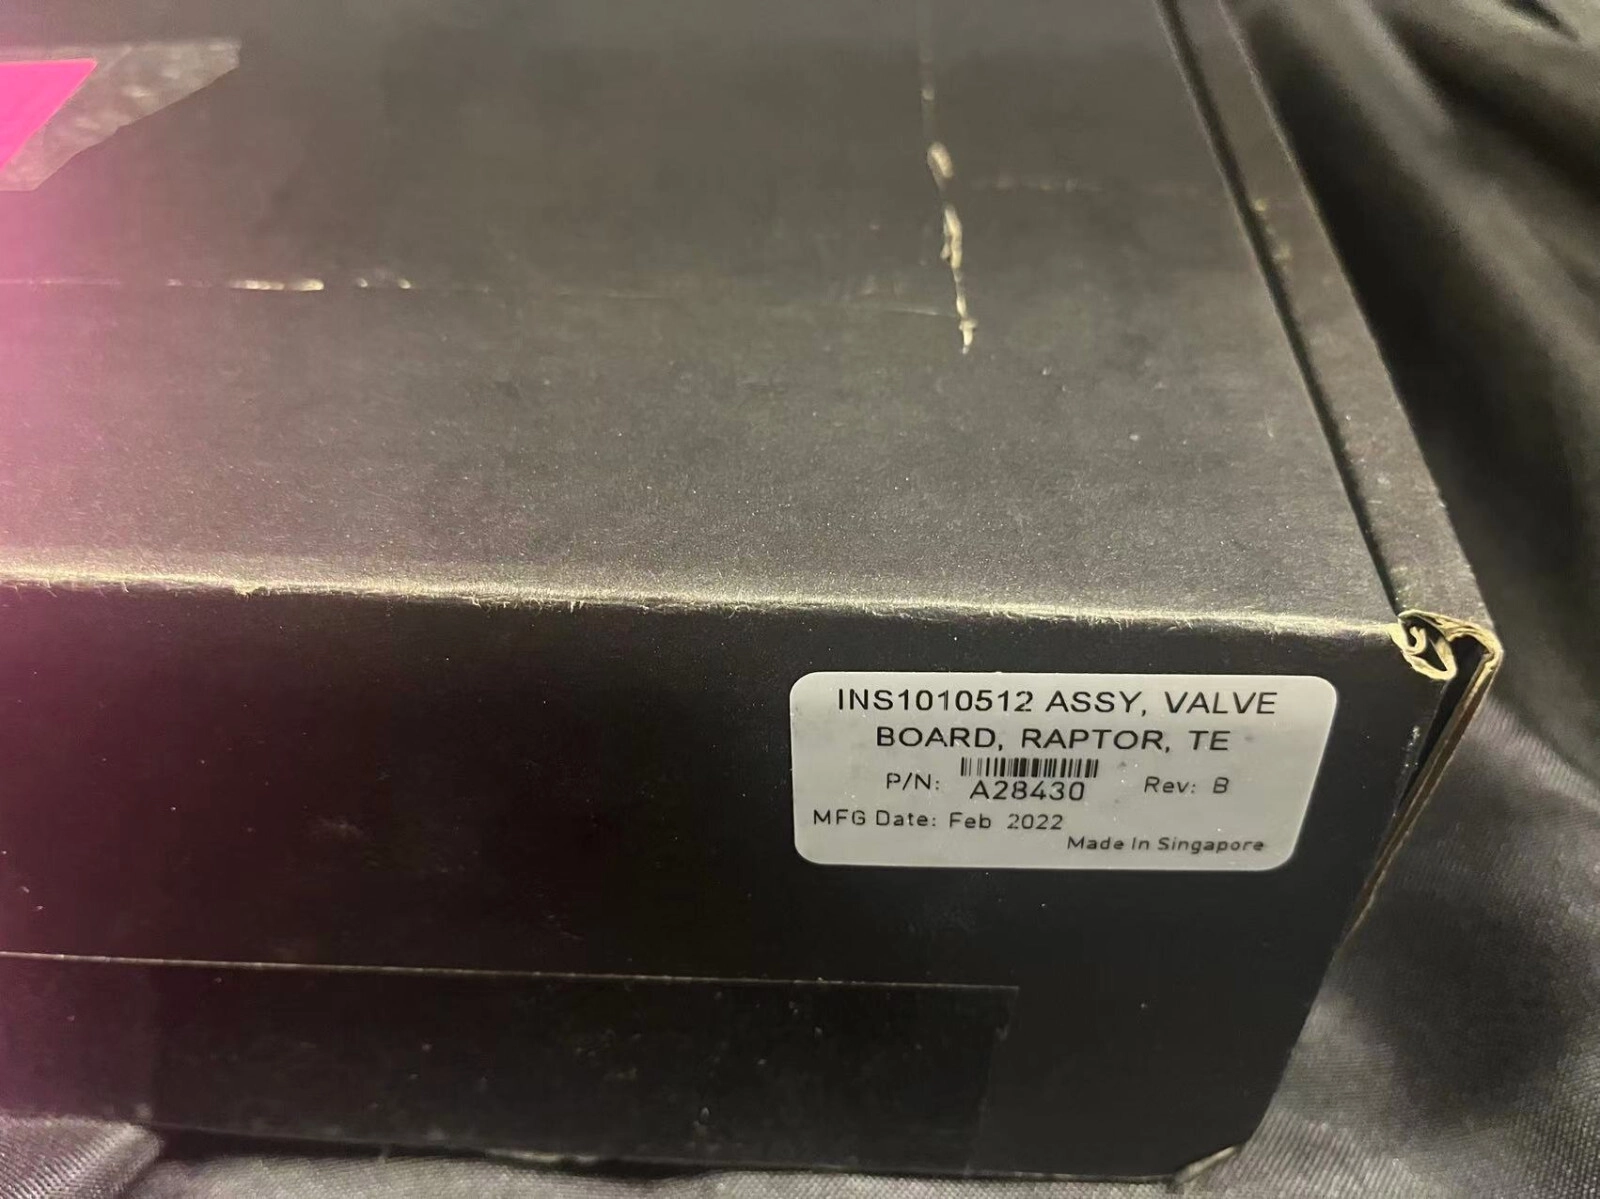 INS1010512 ASSY, VALVE
BOARD, RAPTOR, TE
P/N: A28430 Rev: B
MFG Date: Feb 2022
Made In Singapore